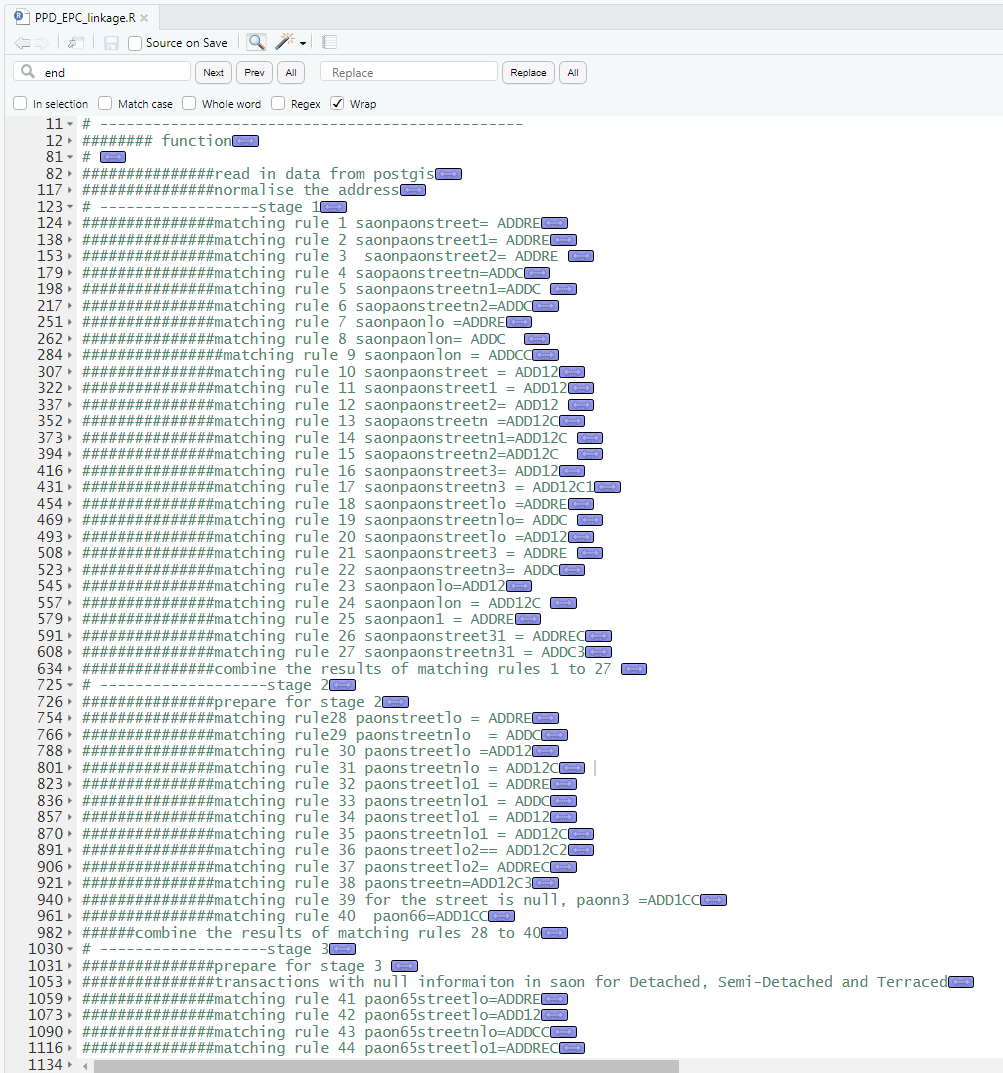 PPD_EPC_linkage.R
Source on Save
end Next Prev All Replace Replace All
In selection Match case Whole word Regex Wrap
11 # ------------------------------------------------
12 ######## function
81 #
82 ###############read in data from postgis
117 ###############normalise the address
123 # ------------------stage 1
124 ###############matching rule 1 saonpaonstreet= ADDRE
138 ###############matching rule 2 saonpaonstreet1= ADDRE
153 ###############matching rule 3  saonpaonstreet2= ADDRE
179 ###############matching rule 4 saopaonstreetn=ADDC
198 ###############matching rule 5 saonpaonstreetn1=ADDC
217 ###############matching rule 6 saopaonstreetn2=ADDC
251 ###############matching rule 7 saonpaonlo =ADDRE
262 ###############matching rule 8 saonpaonlon= ADDC
284 ################matching rule 9 saonpaonlon = ADDCC
307 ###############matching rule 10 saonpaonstreet = ADD12
322 ###############matching rule 11 saonpaonstreet1 = ADD12
337 ###############matching rule 12 saonpaonstreet2= ADD12
352 ###############matching rule 13 saopaonstreetn =ADD12C
373 ###############matching rule 14 saonpaonstreetn1=ADD12C
394 ###############matching rule 15 saopaonstreetn2=ADD12C
416 ###############matching rule 16 saonpaonstreet3= ADD12
431 ###############matching rule 17 saonpaonstreetn3 = ADD12C1
454 ###############matching rule 18 saonpaonstreetlo =ADDRE
469 ###############matching rule 19 saonpaonstreetnlo= ADDC
493 ###############matching rule 20 saonpaonstreetlo =ADD12
508 ###############matching rule 21 saonpaonstreet3 = ADDRE
523 ###############matching rule 22 saonpaonstreetn3= ADDC
545 ###############matching rule 23 saonpaonlo=ADD12
557 ###############matching rule 24 saonpaonlon = ADD12C
579 ###############matching rule 25 saonpaon1 = ADDRE
591 ###############matching rule 26 saonpaonstreet31 = ADDREC
608 ###############matching rule 27 saonpaonstreetn31 = ADDC3
634 ###############combine the results of matching rules 1 to 27
725 # -------------------stage 2
726 ###############prepare for stage 2
754 ###############matching rule28 paonstreetlo = ADDRE
766 ###############matching rule29 paonstreetnlo  = ADDC
788 ###############matching rule 30 paonstreetlo =ADD12
801 ###############matching rule 31 paonstreetnlo = ADD12C
823 ###############matching rule 32 paonstreetlo1 = ADDRE
836 ###############matching rule 33 paonstreetnlo1 = ADDC
857 ###############matching rule 34 paonstreetlo1 = ADD12
870 ###############matching rule 35 paonstreetnlo1 = ADD12C
891 ###############matching rule 36 paonstreetlo2== ADD12C2
906 ###############matching rule 37 paonstreetlo2= ADDREC
921 ###############matching rule 38 paonstreetn=ADD12C3
940 ###############matching rule 39 for the street is null, paonn3 =ADD1CC
961 ###############matching rule 40  paon66=ADD1CC
982 ######combine the results of matching rules 28 to 40
1030 # -------------------stage 3
1031 ###############prepare for stage 3
1053 ###############transactions with null informaiton in saon for Detached, Semi-Detached and Terraced
1059 ###############matching rule 41 paon65streetlo=ADDRE
1073 ###############matching rule 42 paon65streetlo=ADD12
1090 ###############matching rule 43 paon65streetnlo=ADDCC
1116 ###############matching rule 44 paon65streetlo1=ADDREC
1134